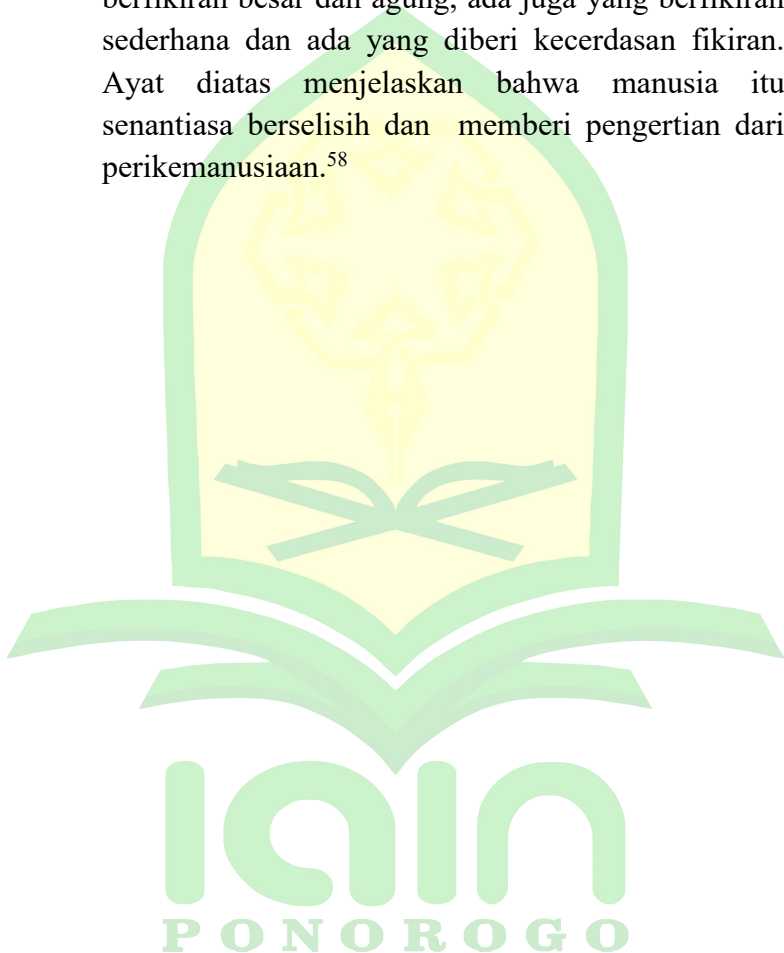 berfikiran besar dan agung, ada juga yang berfikiran
sederhana dan ada yang diberi kecerdasan fikiran.
Ayat diatas menjelaskan bahwa manusia itu
senantiasa berselisih dan memberi pengertian dari
perikemanusiaan.58
iain
PONOROGO